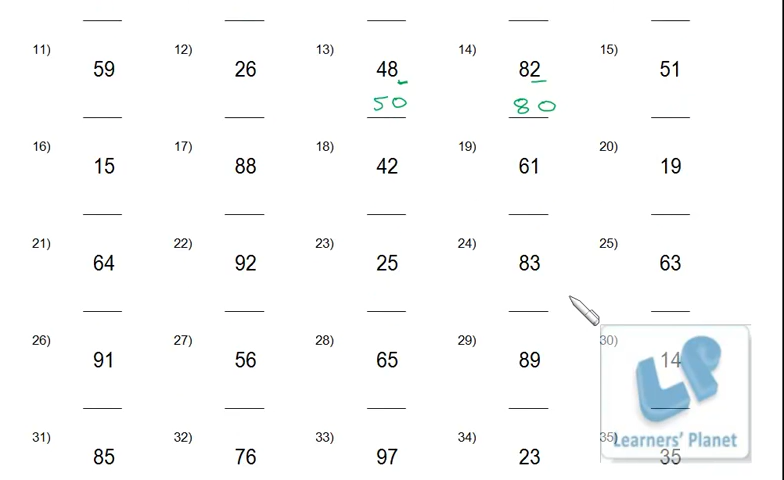 11) 12) 13) 14) 15)
59 26 48 82 51
50 80
16) 17) 18) 19) 20)
15 88 42 61 19
21) 22) 23) 24) 25)
64 92 25 83 63
26) 27) 28) 29) 30)
91 56 65 89 14
LP
31) 32) 33) 34) 35)
Learners' Planet
85 76 97 23 35